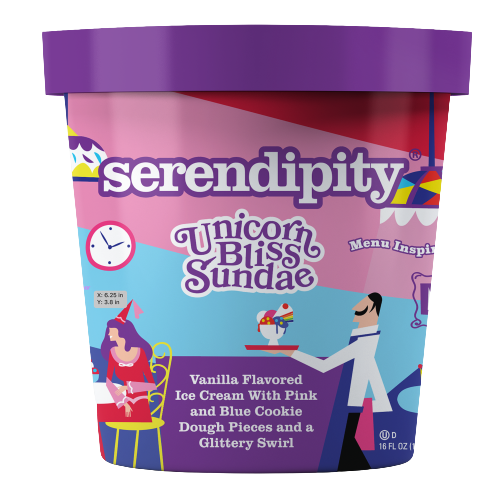 serendipity®
Unicorn
Bliss
Sundae
Menu Inspir
X: 6.25 in
Y: 3.8 in
Vanilla Flavored
Ice Cream With Pink
and Blue Cookie
Dough Pieces and a
Glittery Swirl
Ⓤ D
16 FL OZ (1